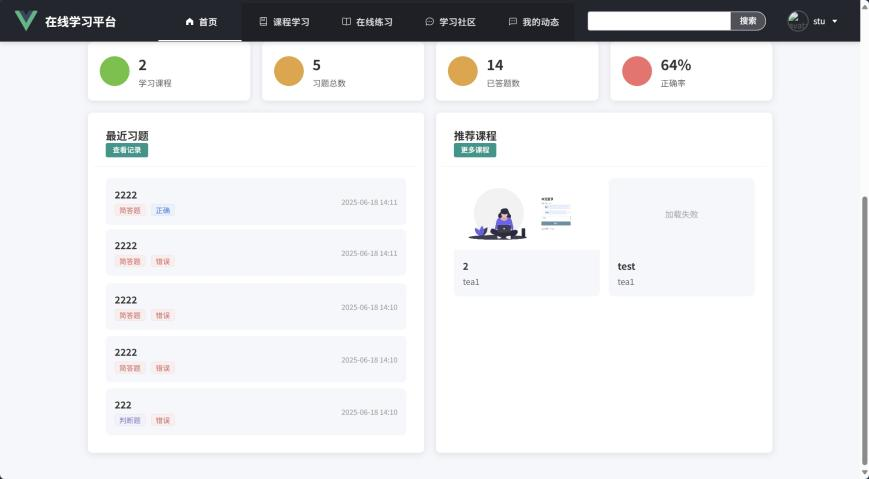 在线学习平台
首页
课程学习
在线练习
学习社区
我的动态
搜索
stu
2
学习课程
5
习题总数
14
已答题数
64%
正确率
最近习题
查看记录
2222
简答题 正确
2025-06-18 14:11
2222
简答题 错误
2025-06-18 14:11
2222
简答题 错误
2025-06-18 14:10
2222
简答题 错误
2025-06-18 14:10
222
判断题 错误
2025-06-18 14:10
推荐课程
更多课程
2
tea1
加载失败
test
tea1